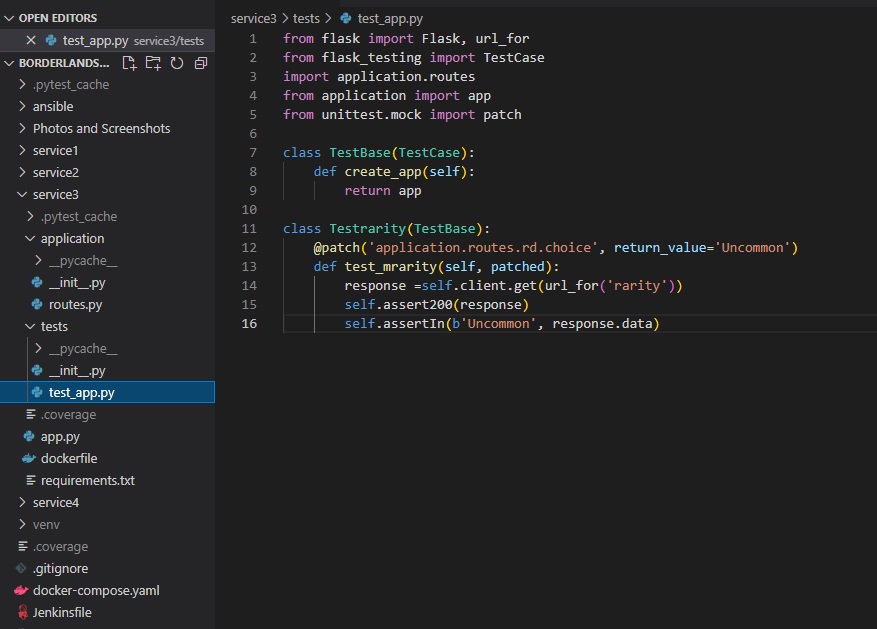 OPEN EDITORS
test_app.py service3/tests
BORDERLANDS...
.pytest_cache
ansible
Photos and Screenshots
service1
service2
service3
.pytest_cache
application
__pycache__
__init__.py
routes.py
tests
__pycache__
__init__.py
test_app.py
.coverage
app.py
dockerfile
requirements.txt
service4
venv
.coverage
.gitignore
docker-compose.yaml
Jenkinsfile
service3 > tests > test_app.py
1 from flask import Flask, url_for
2 from flask_testing import TestCase
3 import application.routes
4 from application import app
5 from unittest.mock import patch
6
7 class TestBase(TestCase):
8     def create_app(self):
9         return app
10
11 class Testrarity(TestBase):
12     @patch('application.routes.rd.choice', return_value='Uncommon')
13     def test_mrarity(self, patched):
14         response =self.client.get(url_for('rarity'))
15         self.assert200(response)
16         self.assertIn(b'Uncommon', response.data)